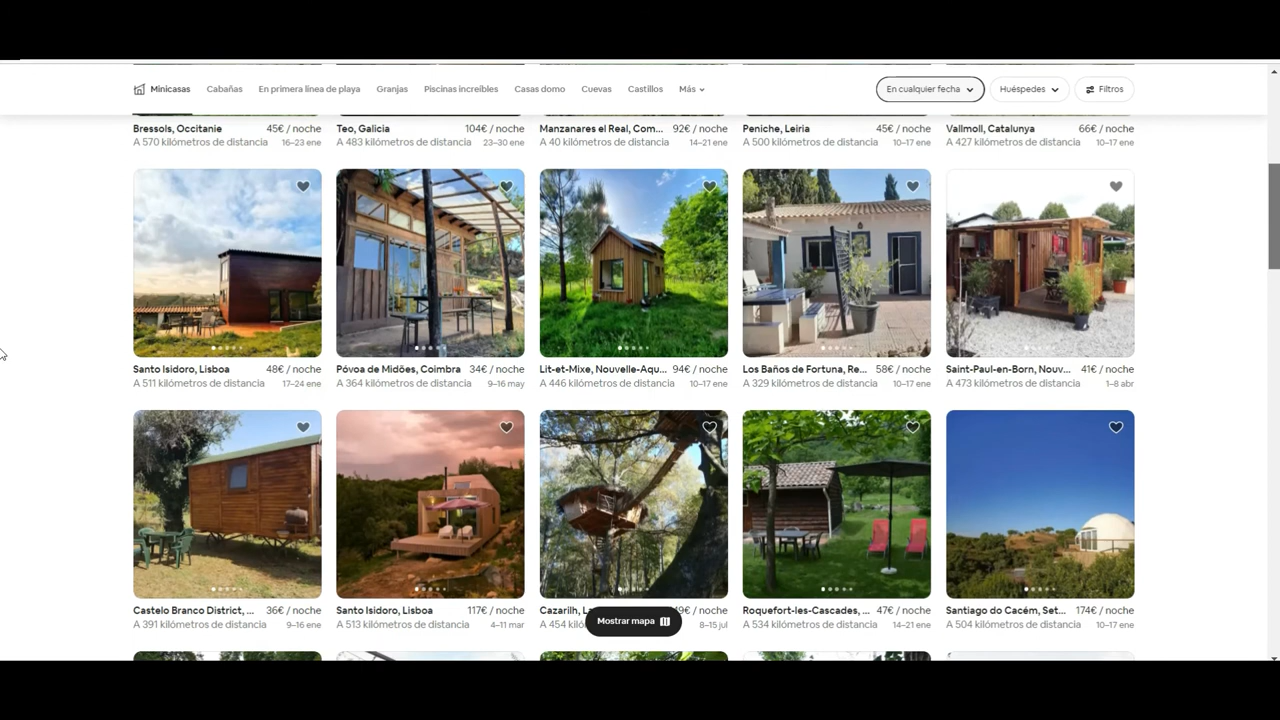 Minicasas Cabañas En primera línea de playa Granjas Piscinas increíbles Casas domo Cuevas Castillos Más En cualquier fecha Huéspedes Filtros
Bressols, Occitanie 45€ / noche Teo, Galicia 104€ / noche Manzanares el Real, Com... 92€ / noche Peniche, Leiria 45€ / noche Vallmoll, Catalunya 66€ / noche
A 570 kilómetros de distancia 16–23 ene A 483 kilómetros de distancia 23–30 ene A 40 kilómetros de distancia 14–21 ene A 500 kilómetros de distancia 10–17 ene A 427 kilómetros de distancia 10–17 ene
Santo Isidoro, Lisboa 48€ / noche Póvoa de Midões, Coimbra 34€ / noche Lit-et-Mixe, Nouvelle-Aqu... 94€ / noche Los Baños de Fortuna, Re... 58€ / noche Saint-Paul-en-Born, Nouv... 41€ / noche
A 511 kilómetros de distancia 17–24 ene A 364 kilómetros de distancia 9–16 may A 446 kilómetros de distancia 10–17 ene A 329 kilómetros de distancia 10–17 ene A 473 kilómetros de distancia 1–8 abr
Castelo Branco District, ... 36€ / noche Santo Isidoro, Lisboa 117€ / noche Cazarilh, / noche Roquefort-les-Cascades, ... 47€ / noche Santiago do Cacém, Set... 174€ / noche
A 391 kilómetros de distancia 9–16 ene A 513 kilómetros de distancia 4–11 mar A 454 8–15 jul A 534 kilómetros de distancia 14–21 ene A 504 kilómetros de distancia 10–17 ene
Mostrar mapa